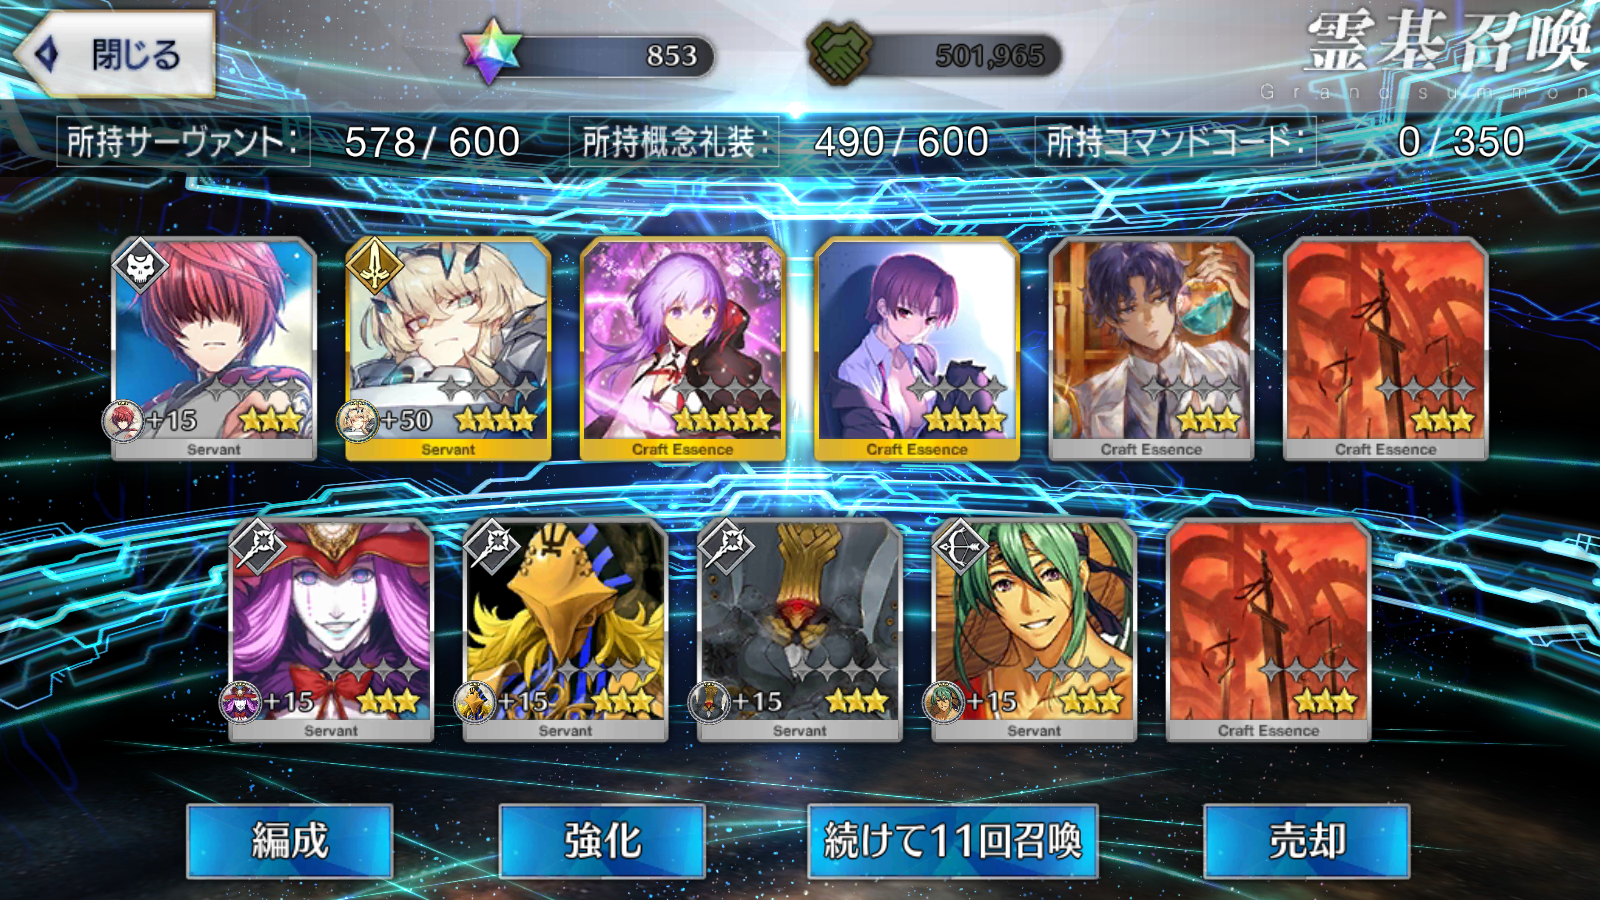 閉じる
853
501,965
霊基召喚
Grand summon
所持サーヴァント: 578 / 600 所持概念礼装: 490 / 600 所持コマンドコード: 0 / 350
+15
Servant
+50
Servant
Craft Essence
Craft Essence
Craft Essence
Craft Essence
+15
Servant
+15
Servant
+15
Servant
+15
Servant
Craft Essence
編成
強化
続けて11回召喚
売却